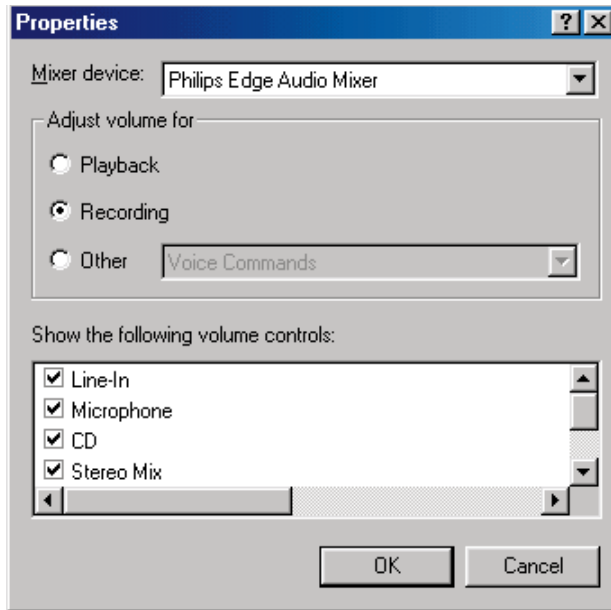 Properties
Mixer device: Philips Edge Audio Mixer
Adjust volume for
Playback
Recording
Other Voice Commands
Show the following volume controls:
Line-In
Microphone
CD
Stereo Mix
OK Cancel